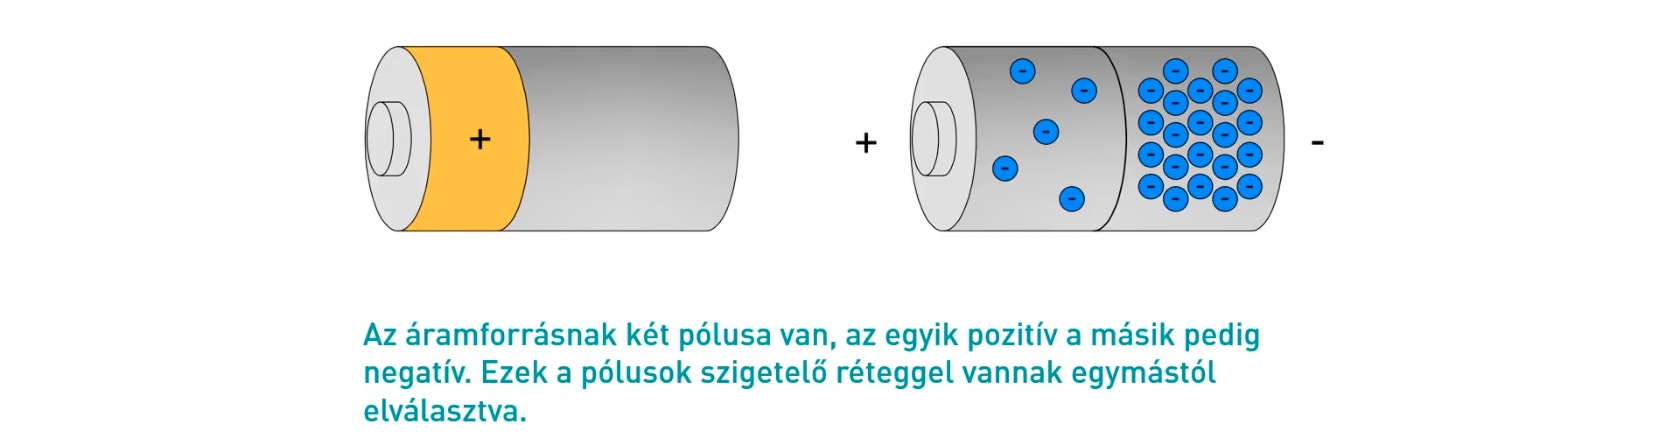 +
+
-
Az áramforrásnak két pólusa van, az egyik pozitív a másik pedig
negatív. Ezek a pólusok szigetelő réteggel vannak egymástól
elválasztva.